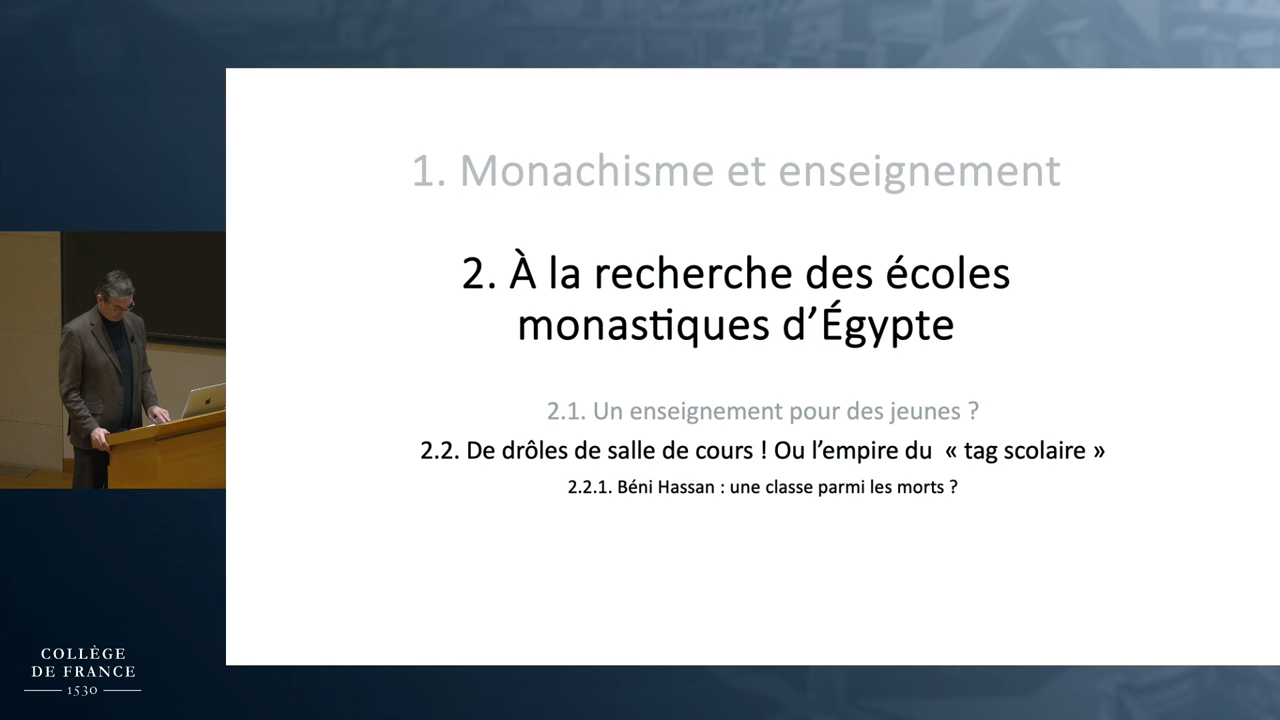 1. Monachisme et enseignement
2. À la recherche des écoles
monastiques d’Égypte
2.1. Un enseignement pour des jeunes ?
2.2. De drôles de salle de cours ! Ou l’empire du « tag scolaire »
2.2.1. Béni Hassan : une classe parmi les morts ?
COLLÈGE
DE FRANCE
1530